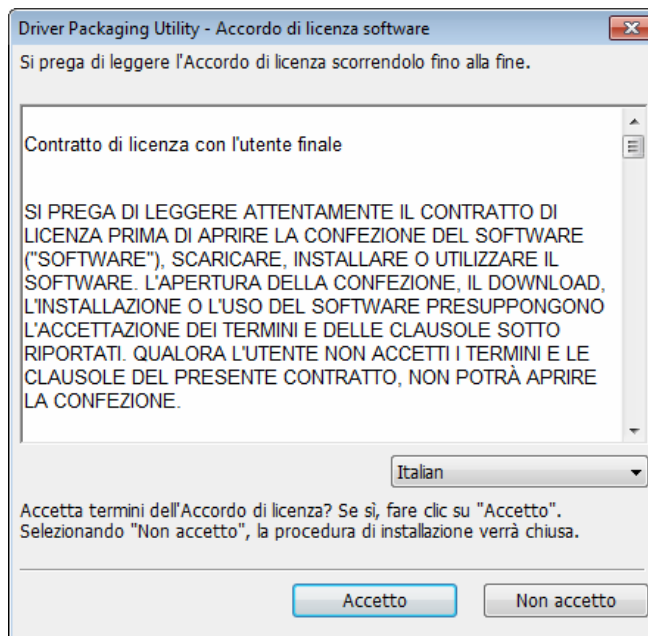 Driver Packaging Utility - Accordo di licenza software
Si prega di leggere l'Accordo di licenza scorrendolo fino alla fine.
Contratto di licenza con l'utente finale
SI PREGA DI LEGGERE ATTENTAMENTE IL CONTRATTO DI
LICENZA PRIMA DI APRIRE LA CONFEZIONE DEL SOFTWARE
("SOFTWARE"), SCARICARE, INSTALLARE O UTILIZZARE IL
SOFTWARE. L'APERTURA DELLA CONFEZIONE, IL DOWNLOAD,
L'INSTALLAZIONE O L'USO DEL SOFTWARE PRESUPPONGONO
L'ACCETTAZIONE DEI TERMINI E DELLE CLAUSOLE SOTTO
RIPORTATI. QUALORA L'UTENTE NON ACCETTI I TERMINI E LE
CLAUSOLE DEL PRESENTE CONTRATTO, NON POTRÀ APRIRE
LA CONFEZIONE.
Italian
Accetta termini dell'Accordo di licenza? Se sì, fare clic su "Accetto".
Selezionando "Non accetto", la procedura di installazione verrà chiusa.
Accetto
Non accetto